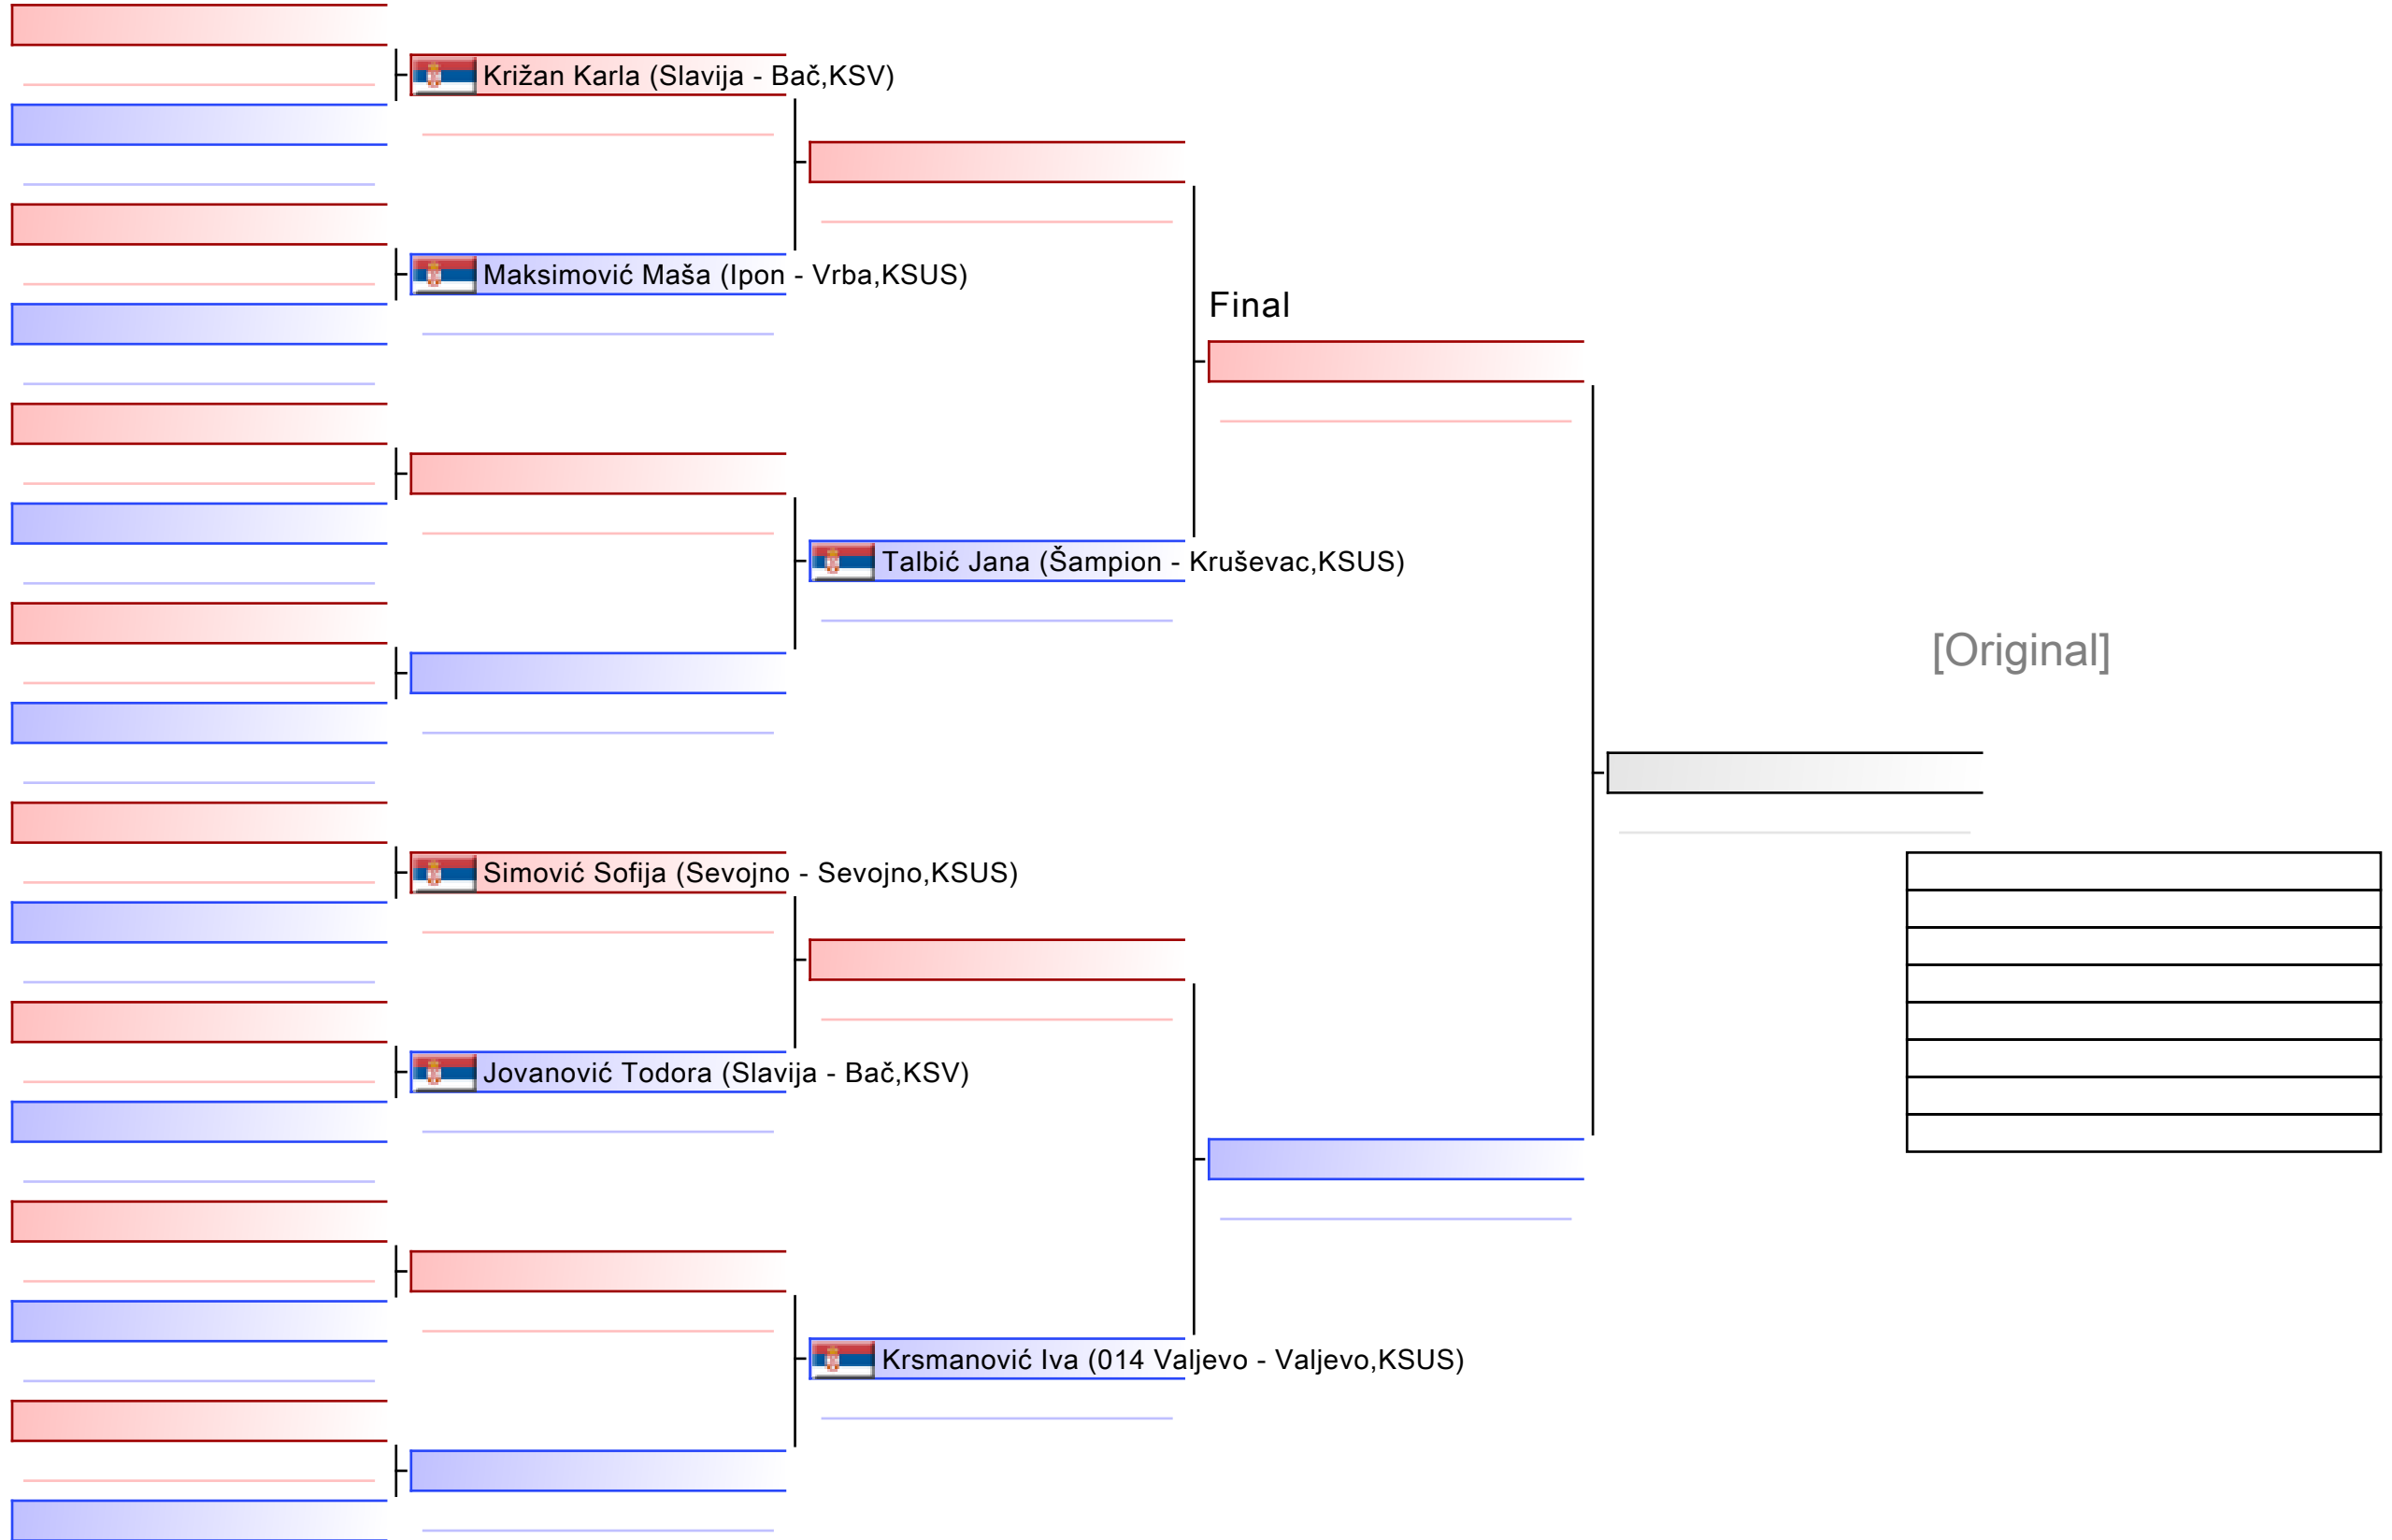 Križan Karla (Slavija - Bač,KSV)
Maksimović Maša (Ipon - Vrba,KSUS)
Final
Talbić Jana (Šampion - Kruševac,KSUS)
[Original]
Simović Sofija (Sevojno - Sevojno,KSUS)
Jovanović Todora (Slavija - Bač,KSV)
Krsmanović Iva (014 Valjevo - Valjevo,KSUS)